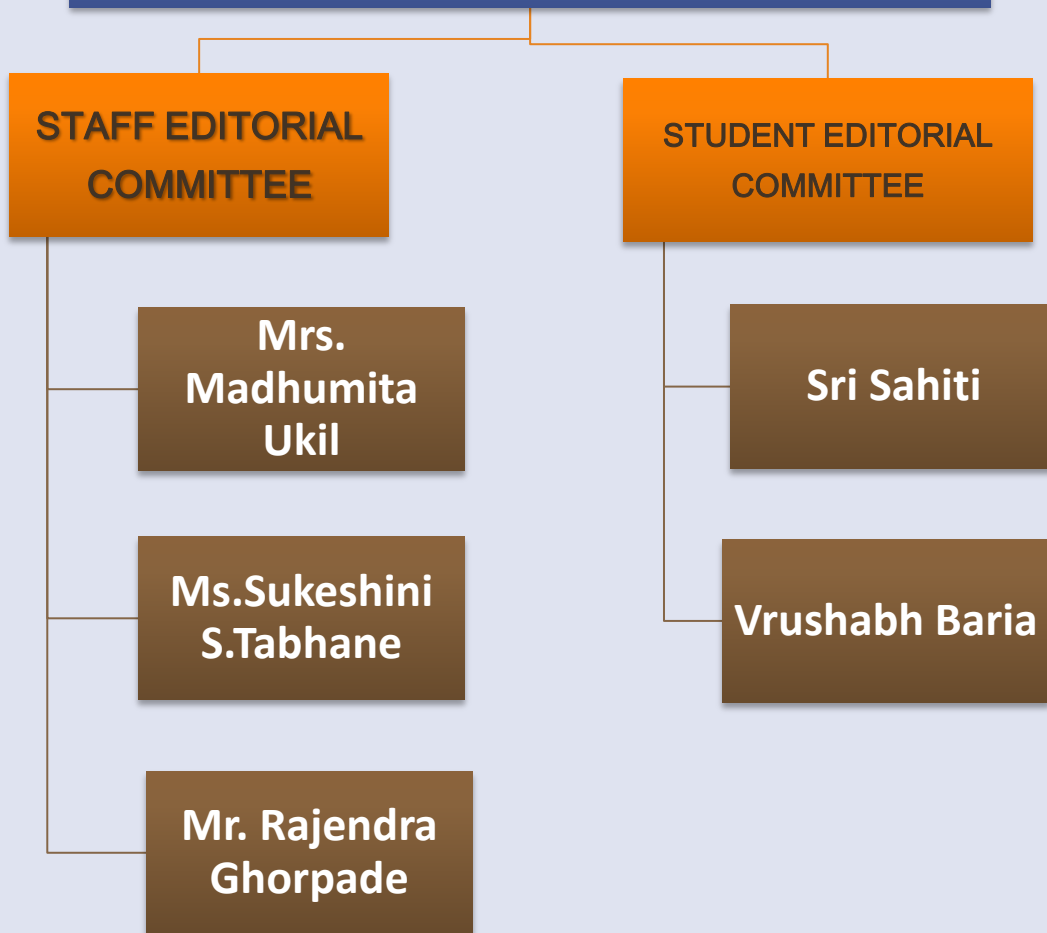 STAFF EDITORIAL
COMMITTEE
Mrs.
Madhumita
Ukil
Ms.Sukeshini
S.Tabhane
Mr. Rajendra
Ghorpade
STUDENT EDITORIAL
COMMITTEE
Sri Sahiti
Vrushabh Baria